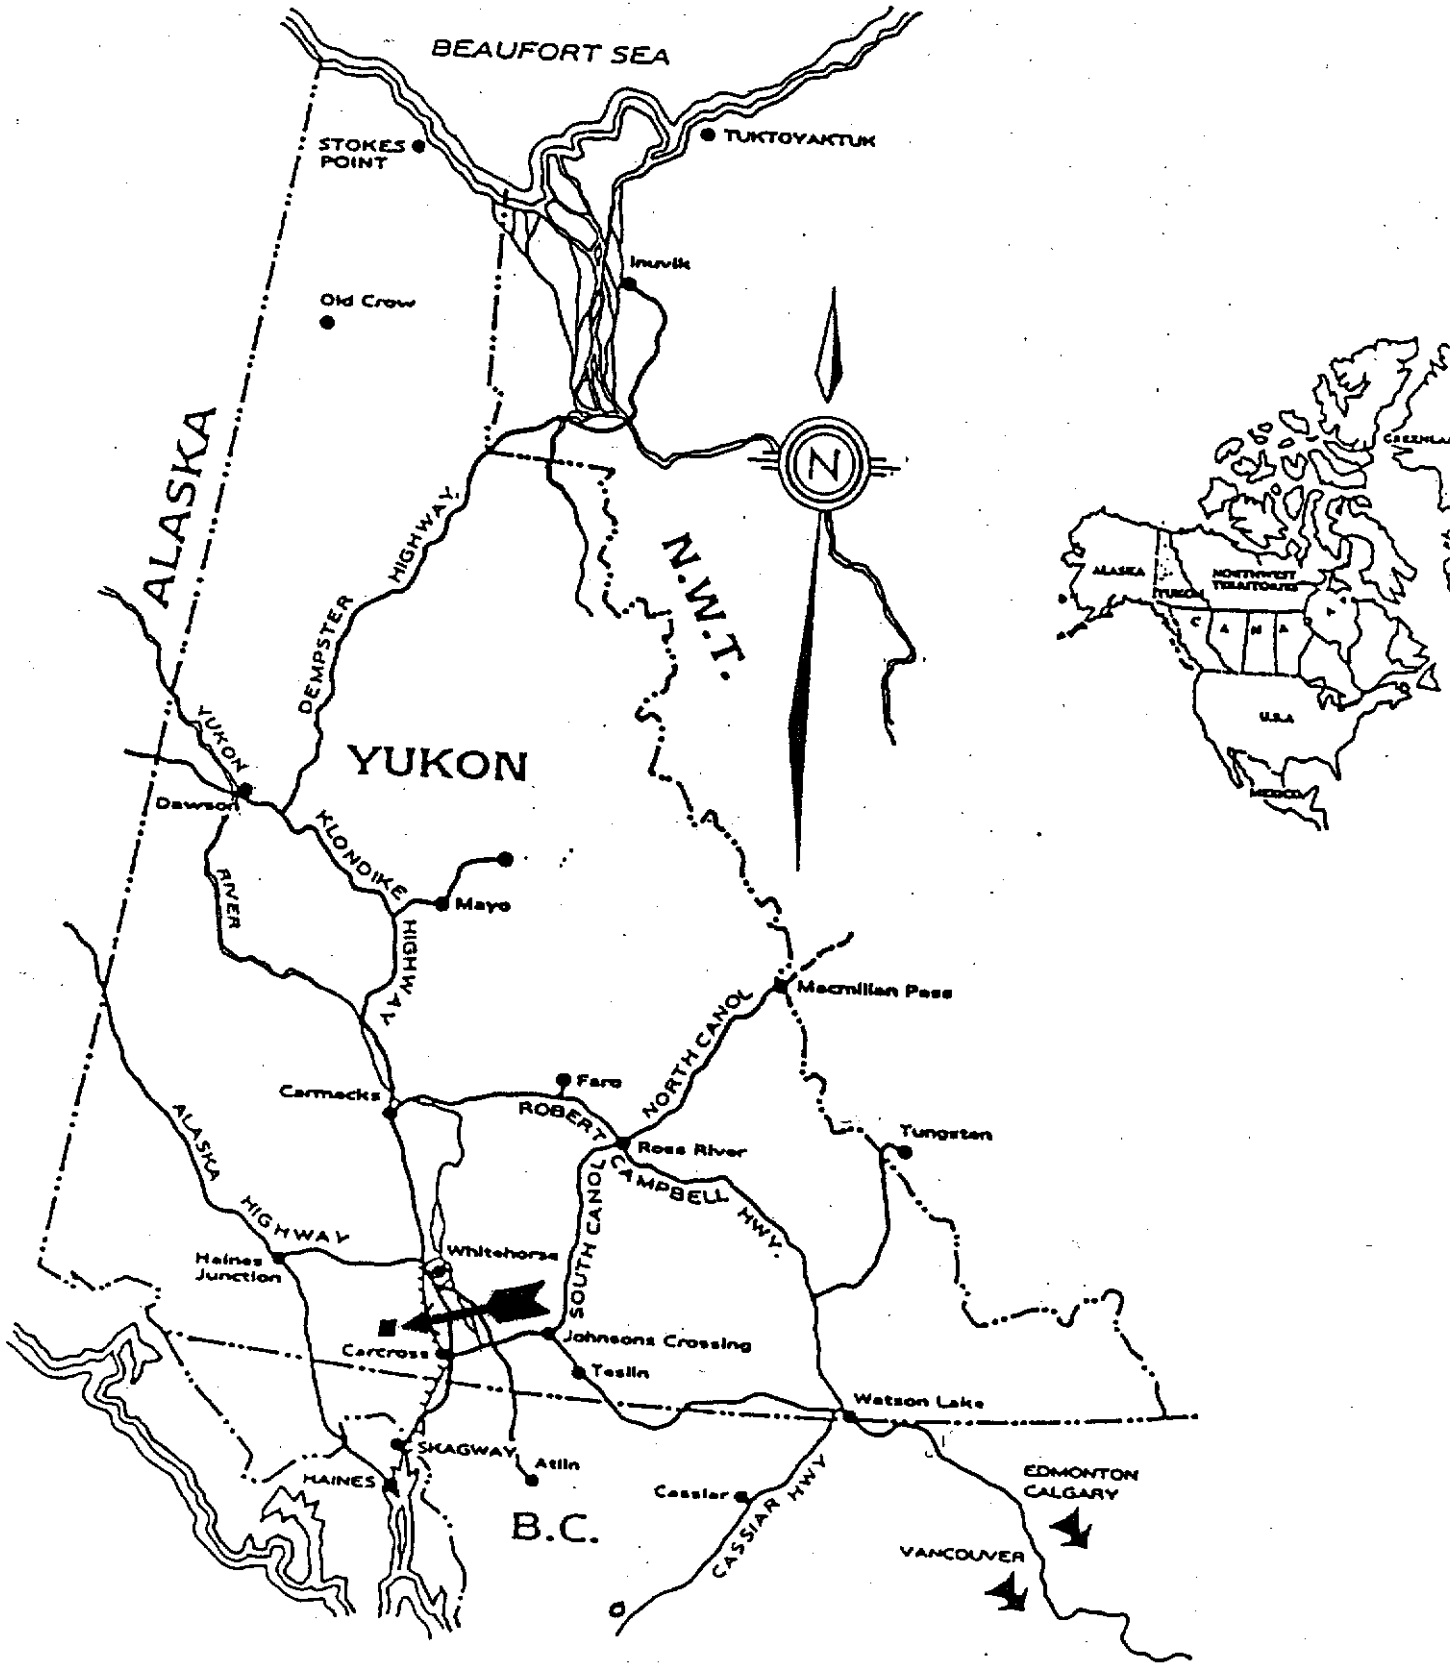 BEAUFORT SEA
TUKTOYAKTUK
STOKES
POINT
Inuvik
Old Crow
ALASKA
N
GREENLA
DEMPSTER HIGHWAY.
N.W.T.
ALASKA
YUKON
NORTHWEST
TERRITORIES
C A N A
U.S.A
MEXICO
YUKON
YUKON
RIVER
Dawson
KLONDIKE
HIGHWAY
Mayo
Macmillan Pass
NORTH CANOL
Carmacks
Faro
ROBERT
CAMPBELL
HWY.
Ross River
Tungsten
ALASKA
HIGHWAY
SOUTH CANOL
Haines
Junction
Whitehorse
Carcross
Johnsons Crossing
Teslin
Watson Lake
SKAGWAY
HAINES
Atlin
B.C.
Cassiar
CASSIAR HWY
EDMONTON
CALGARY
VANCOUVER